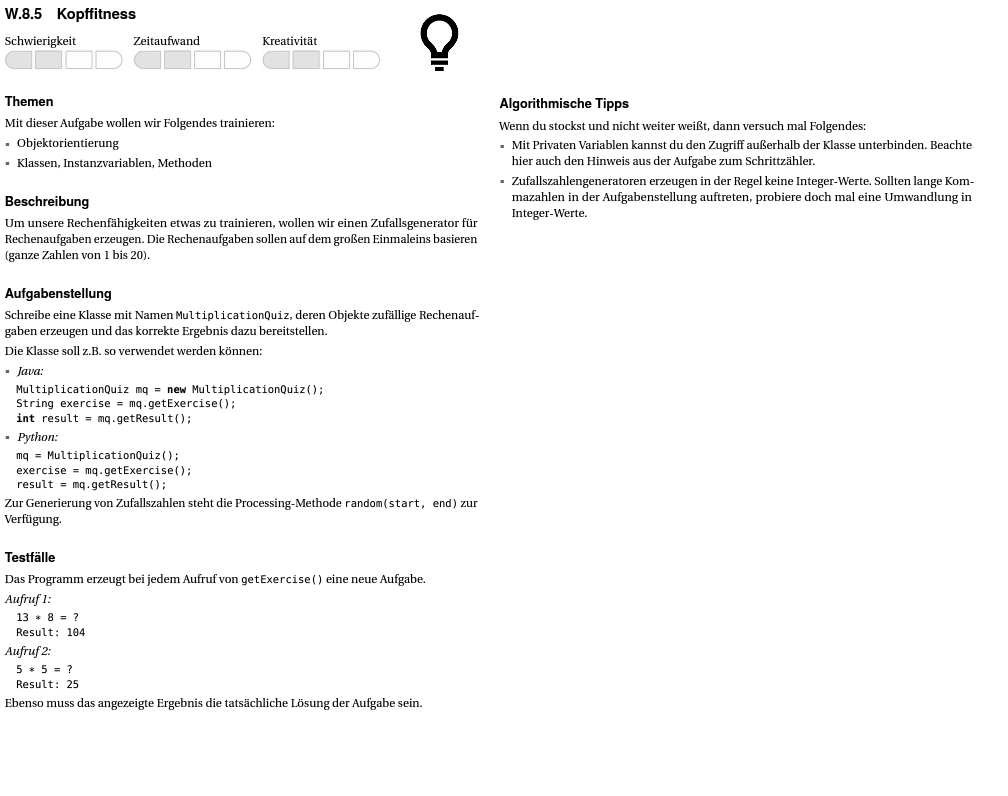 W.8.5 Kopffitness
Schwierigkeit Zeitaufwand Kreativität
Themen
Mit dieser Aufgabe wollen wir Folgendes trainieren:
▪ Objektorientierung
▪ Klassen, Instanzvariablen, Methoden
Beschreibung
Um unsere Rechenfähigkeiten etwas zu trainieren, wollen wir einen Zufallsgenerator für
Rechenaufgaben erzeugen. Die Rechenaufgaben sollen auf dem großen Einmaleins basieren
(ganze Zahlen von 1 bis 20).
Aufgabenstellung
Schreibe eine Klasse mit Namen MultiplicationQuiz, deren Objekte zufällige Rechenauf-
gaben erzeugen und das korrekte Ergebnis dazu bereitstellen.
Die Klasse soll z.B. so verwendet werden können:
▪ Java:
MultiplicationQuiz mq = new MultiplicationQuiz();
String exercise = mq.getExercise();
int result = mq.getResult();
▪ Python:
mq = MultiplicationQuiz();
exercise = mq.getExercise();
result = mq.getResult();
Zur Generierung von Zufallszahlen steht die Processing-Methode random(start, end) zur
Verfügung.
Testfälle
Das Programm erzeugt bei jedem Aufruf von getExercise() eine neue Aufgabe.
Aufruf 1:
13 * 8 = ?
Result: 104
Aufruf 2:
5 * 5 = ?
Result: 25
Ebenso muss das angezeigte Ergebnis die tatsächliche Lösung der Aufgabe sein.
Algorithmische Tipps
Wenn du stockst und nicht weiter weißt, dann versuch mal Folgendes:
▪ Mit Privaten Variablen kannst du den Zugriff außerhalb der Klasse unterbinden. Beachte
hier auch den Hinweis aus der Aufgabe zum Schrittzähler.
▪ Zufallszahlengeneratoren erzeugen in der Regel keine Integer-Werte. Sollten lange Kom-
mazahlen in der Aufgabenstellung auftreten, probiere doch mal eine Umwandlung in
Integer-Werte.